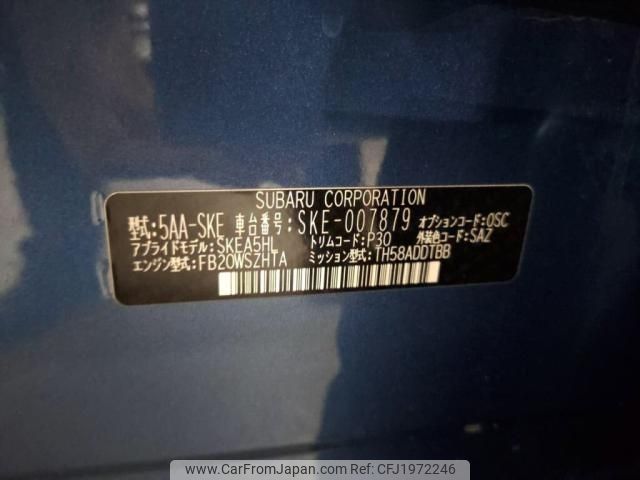 SUBARU CORPORATION
型式:5AA-SKE 車台番号:SKE-007879 オプションコード:OSC
アプライドモデル:SKEA5HL トリムコード:P30 外装色コード:SAZ
エンジン型式:FB20WSZHTA ミッション型式:TH58ADDTBB
www.CarFromJapan.com - CFJ1972246